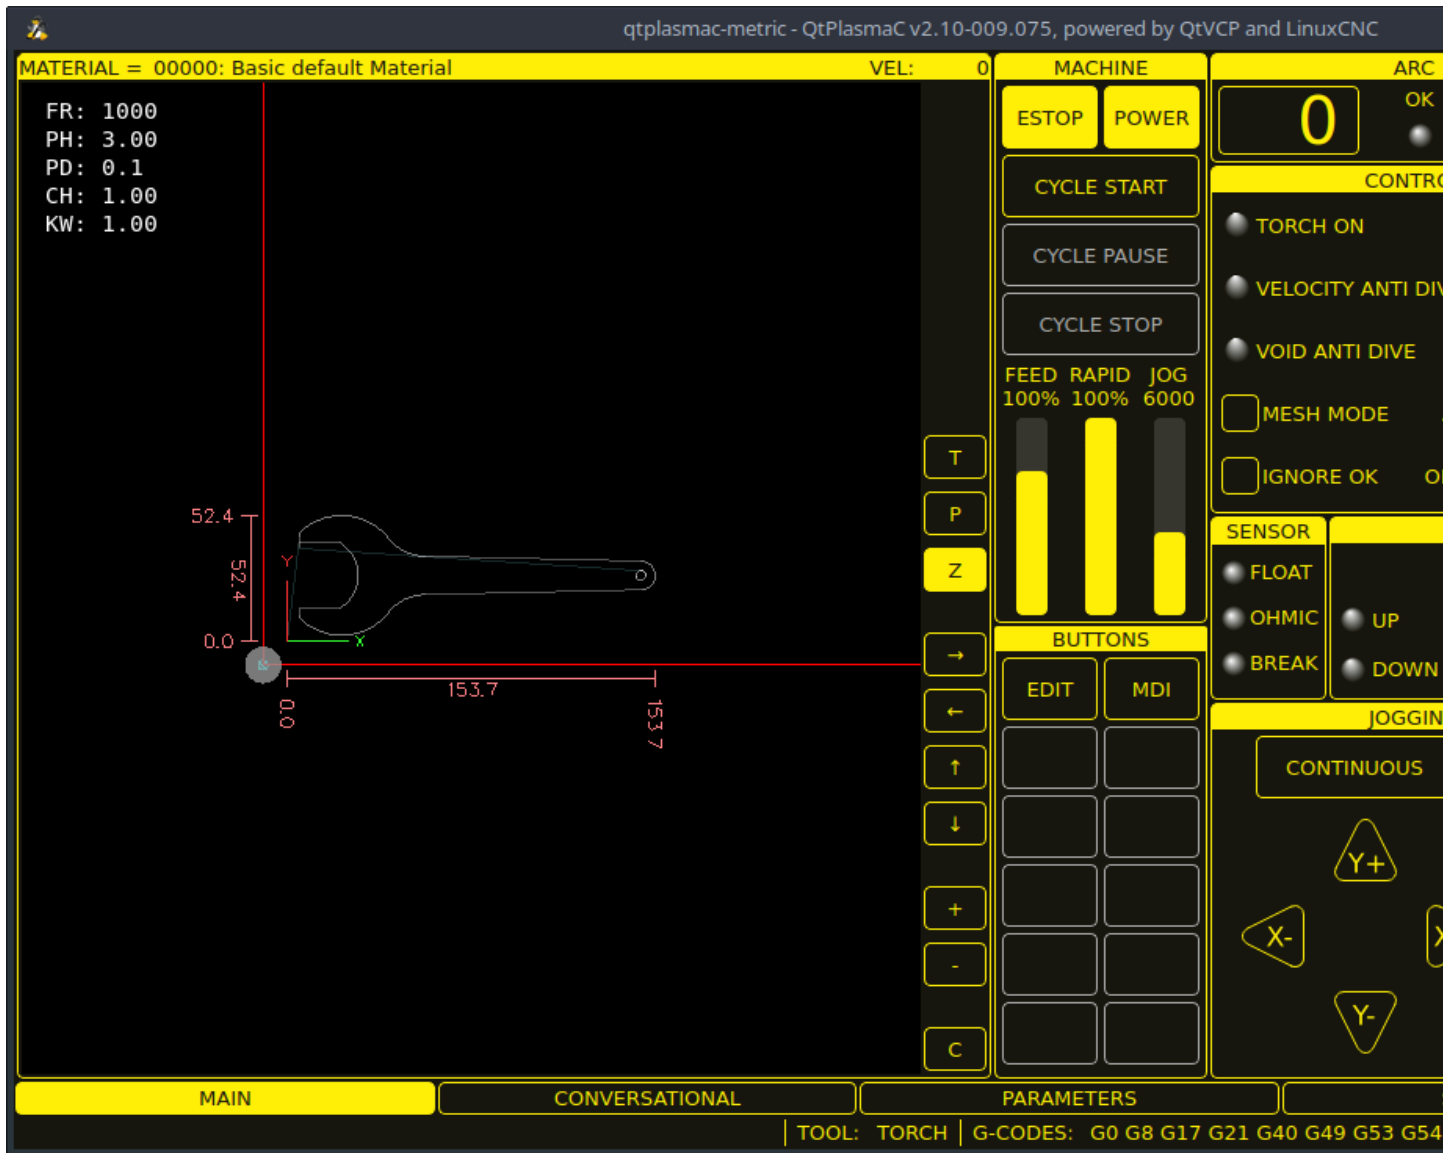 qtplasmac-metric - QtPlasmaC v2.10-009.075, powered by QtVCP and LinuxCNC
MATERIAL = 00000: Basic default Material VEL: 0
FR: 1000
PH: 3.00
PD: 0.1
CH: 1.00
KW: 1.00
52.4
52.4
0.0
Y
X
153.7
0.0
153.7
T
P
Z
→
←
↑
↓
+
-
C
MACHINE
ESTOP POWER
CYCLE START
CYCLE PAUSE
CYCLE STOP
FEED RAPID JOG
100% 100% 6000
BUTTONS
EDIT MDI
ARC
0 OK
CONTRO
TORCH ON
VELOCITY ANTI DIV
VOID ANTI DIVE
MESH MODE
IGNORE OK
SENSOR
FLOAT
OHMIC
BREAK
UP
DOWN
JOGGIN
CONTINUOUS
Y+
X-
Y-
MAIN CONVERSATIONAL PARAMETERS
TOOL: TORCH G-CODES: G0 G8 G17 G21 G40 G49 G53 G54